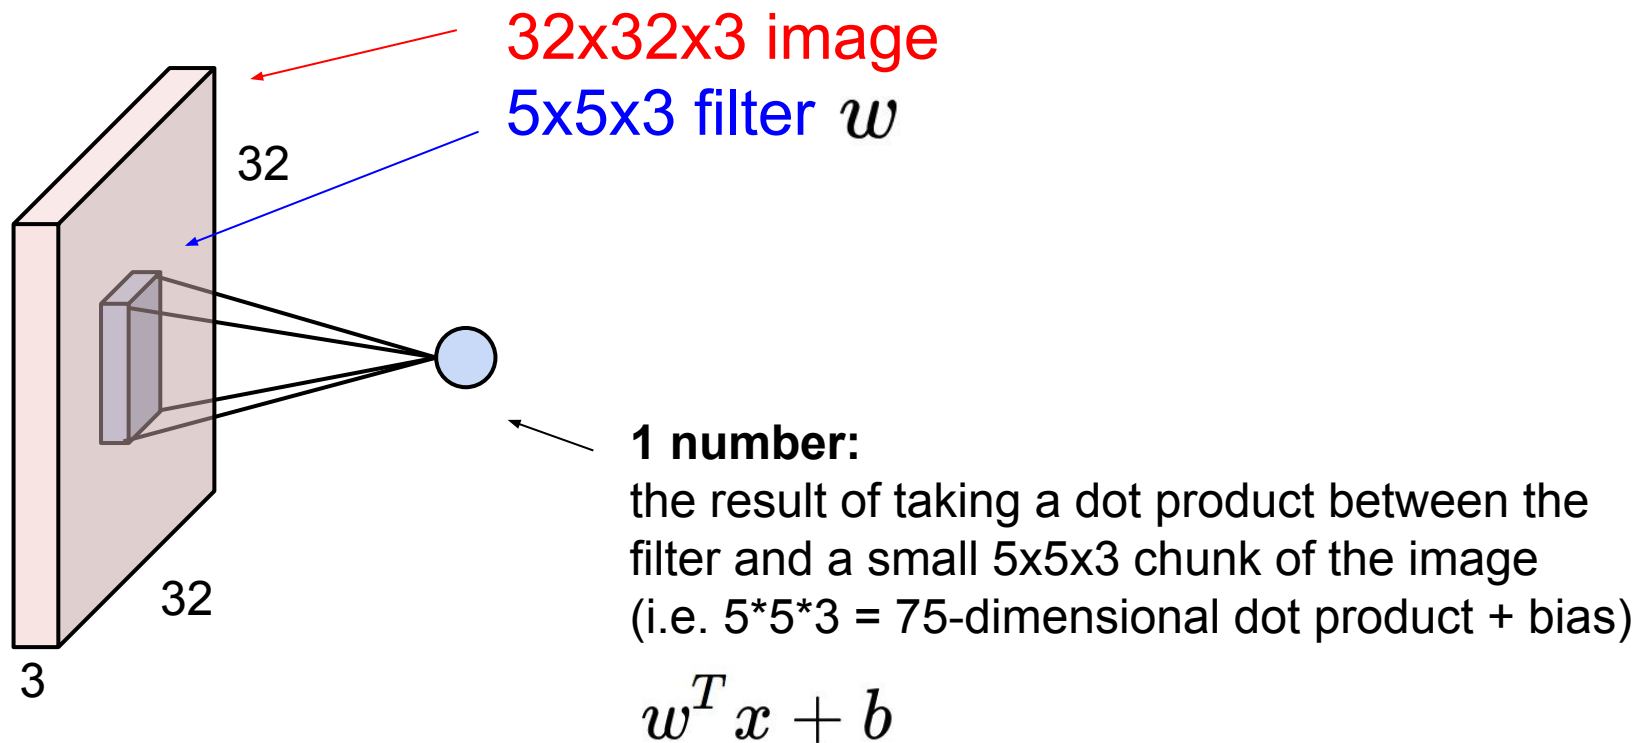 32x32x3 image
5x5x3 filter w
32
32
3
1 number:
the result of taking a dot product between the
filter and a small 5x5x3 chunk of the image
(i.e. 5*5*3 = 75-dimensional dot product + bias)
w^T x + b